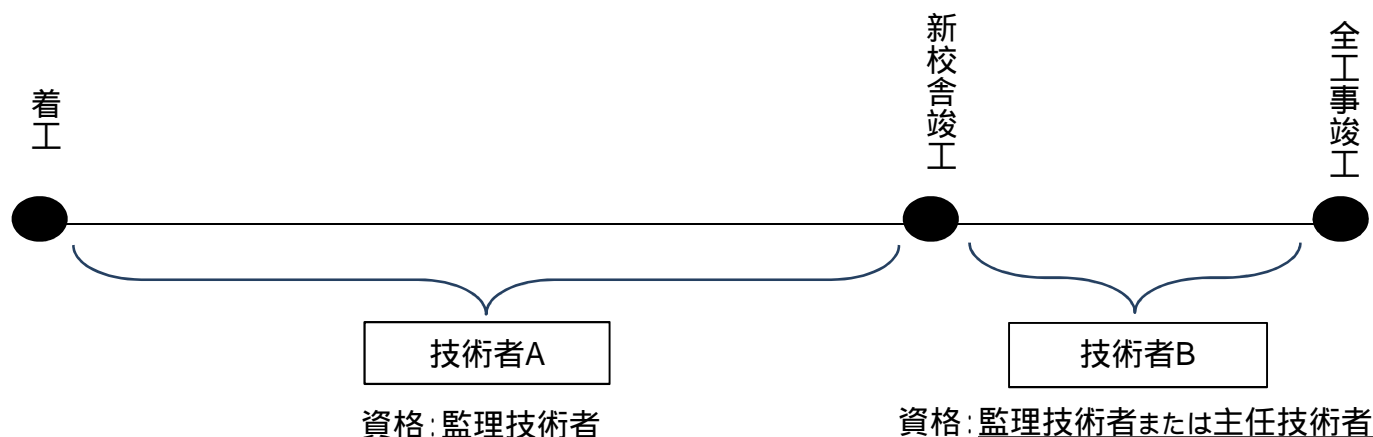 着工
新校舎竣工
全工事竣工
技術者A
技術者B
資格：監理技術者
資格：監理技術者または主任技術者